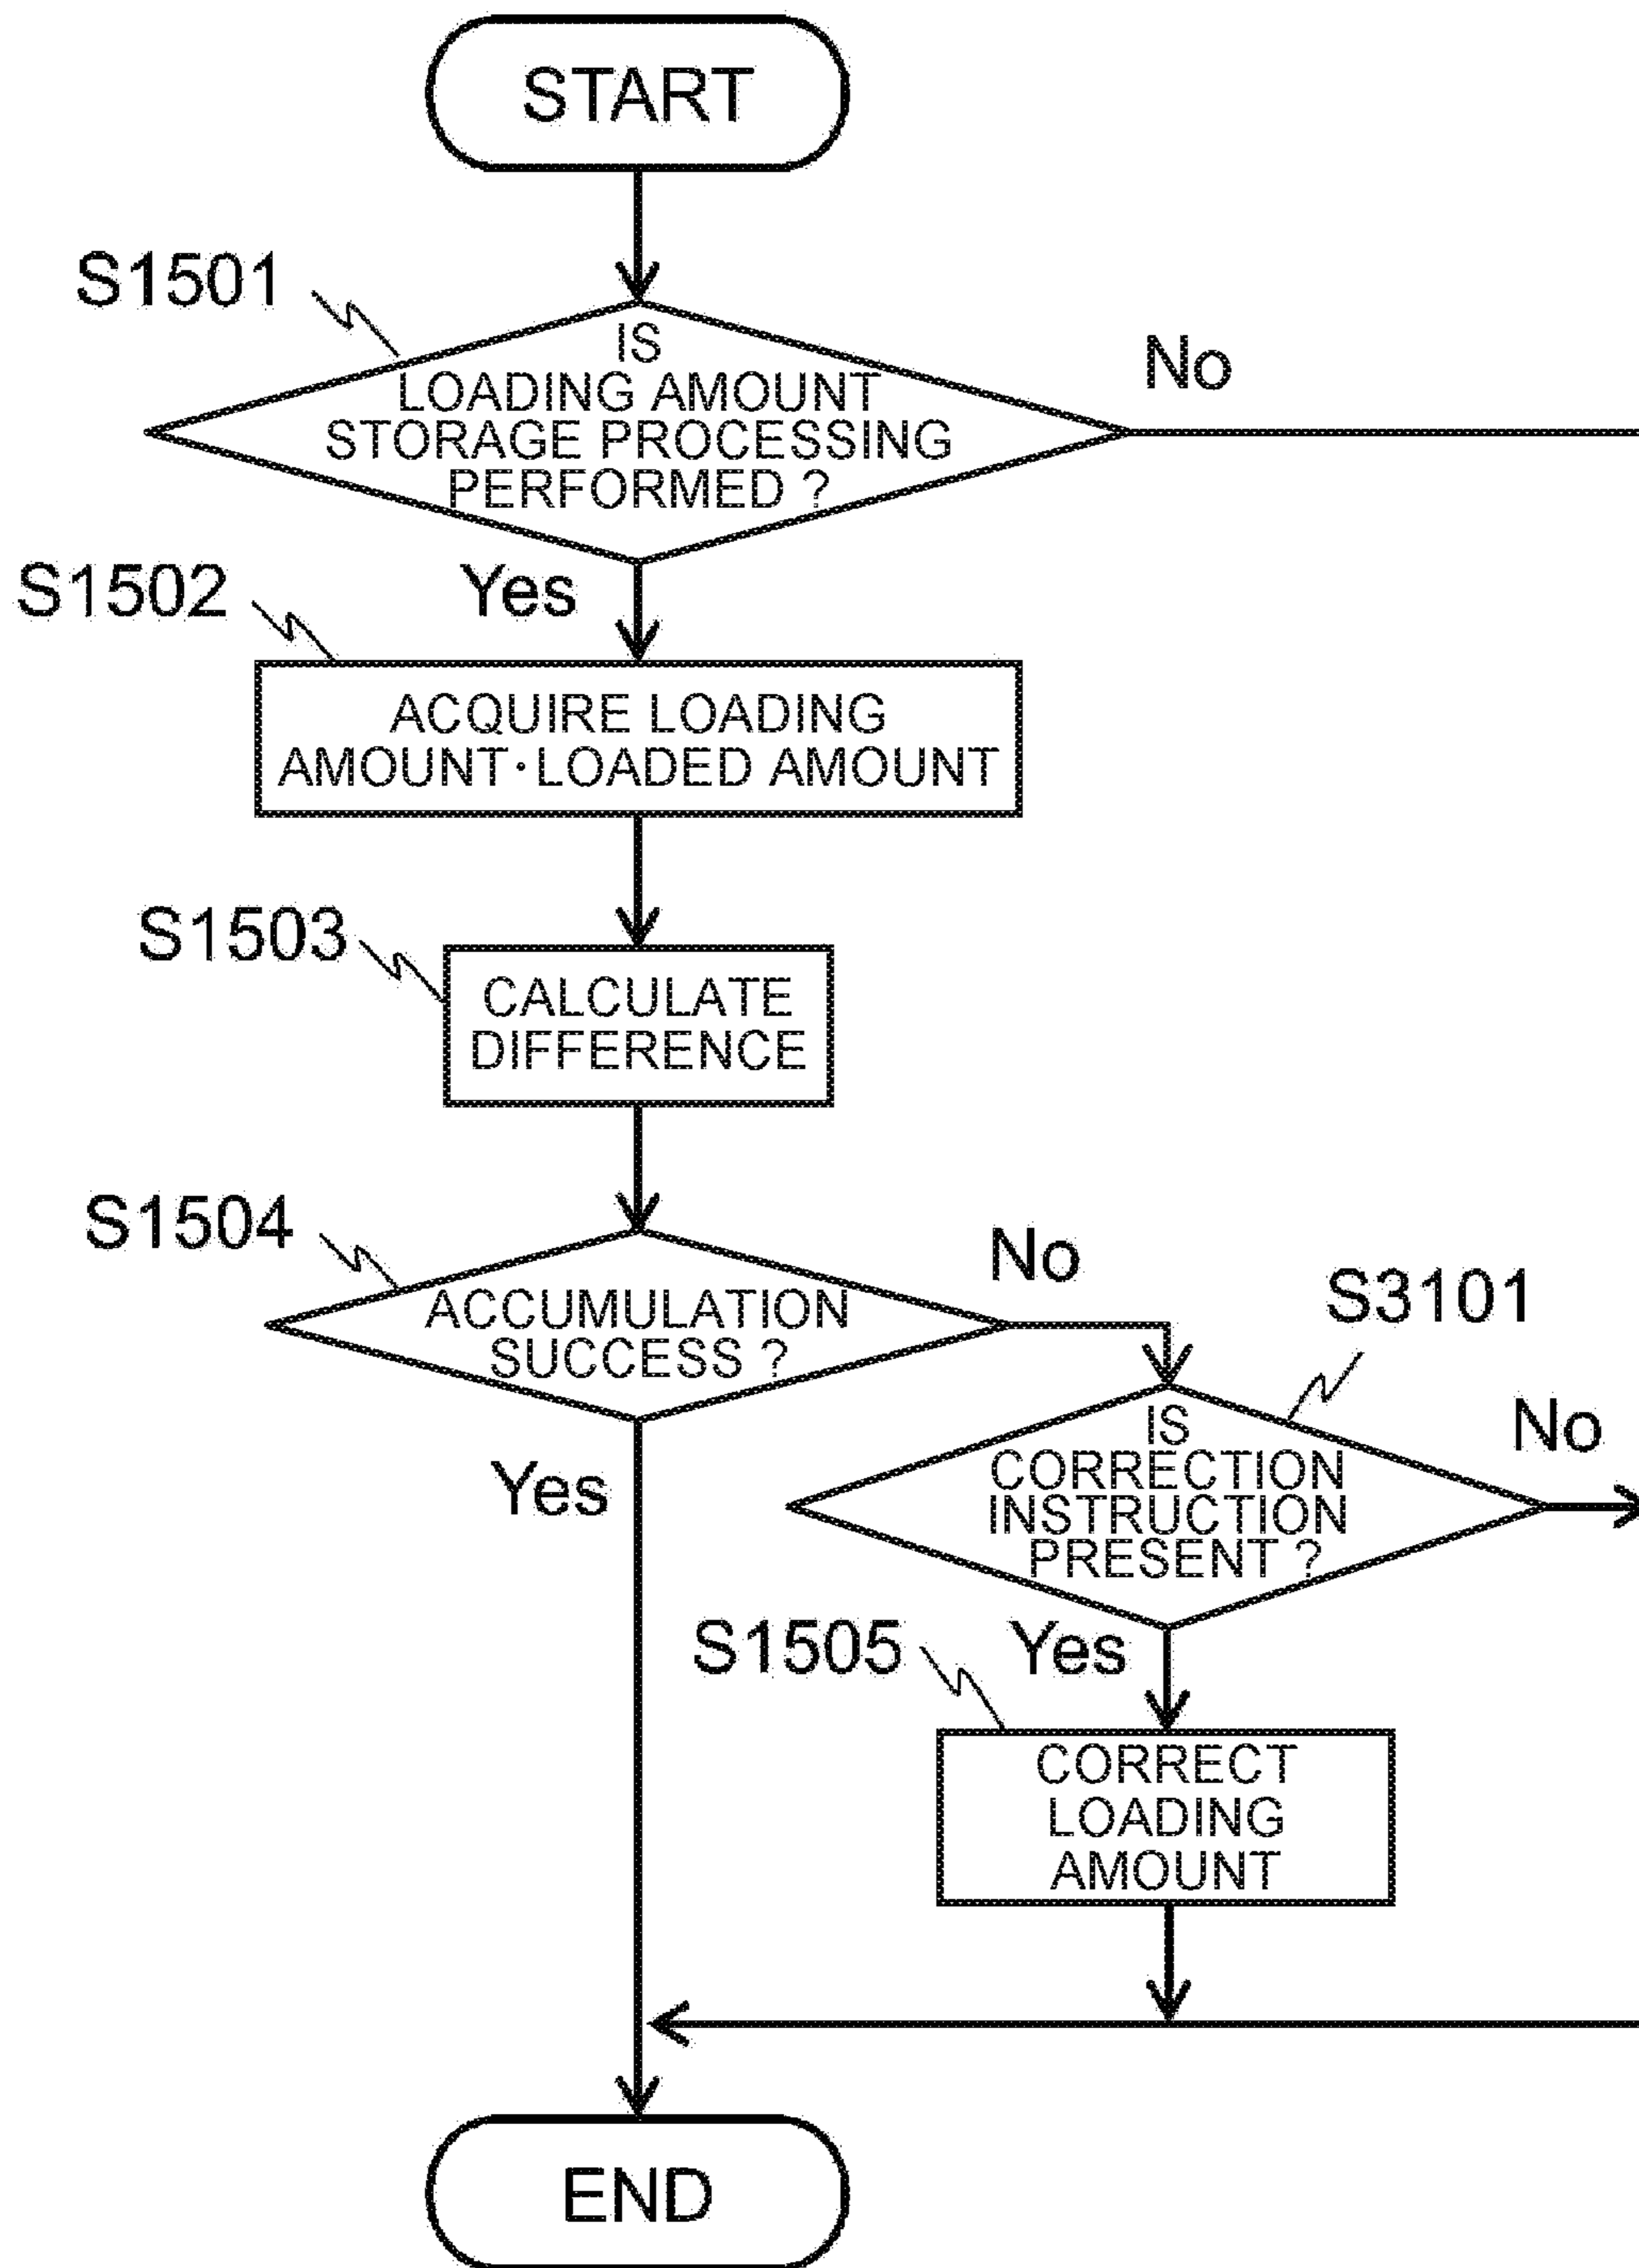 START
S1501
IS
LOADING AMOUNT
STORAGE PROCESSING
PERFORMED ?
No
Yes
S1502
ACQUIRE LOADING
AMOUNT·LOADED AMOUNT
S1503
CALCULATE
DIFFERENCE
S1504
ACCUMULATION
SUCCESS ?
No
Yes
S3101
IS
CORRECTION
INSTRUCTION
PRESENT ?
No
Yes
S1505
CORRECT
LOADING
AMOUNT
END